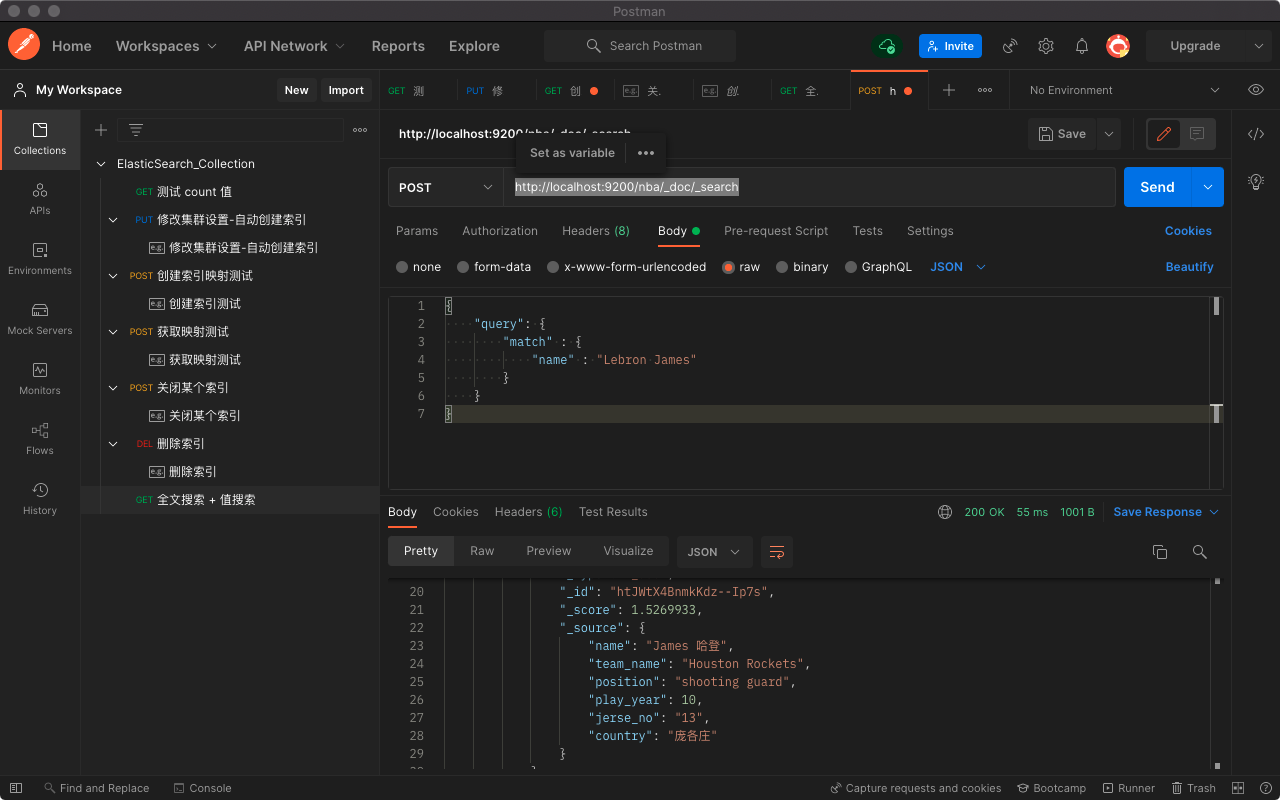 Postman
Home Workspaces API Network Reports Explore Search Postman Invite Upgrade
My Workspace New Import
GET 测 PUT 修 GET 创 e.g. 关. e.g. 创. GET 全. POST h No Environment
http://localhost:9200/nba/_doc/_search Save
Set as variable
POST http://localhost:9200/nba/_doc/_search Send
Params Authorization Headers (8) Body Pre-request Script Tests Settings Cookies
none form-data x-www-form-urlencoded raw binary GraphQL JSON Beautify
Collections
APIs
Environments
Mock Servers
Monitors
Flows
History
ElasticSearch_Collection
GET 测试 count 值
PUT 修改集群设置-自动创建索引
e.g. 修改集群设置-自动创建索引
POST 创建索引映射测试
e.g. 创建索引测试
POST 获取映射测试
e.g. 获取映射测试
POST 关闭某个索引
e.g. 关闭某个索引
DEL 删除索引
e.g. 删除索引
GET 全文搜索 + 值搜索
1 {
2 "query": {
3 "match" : {
4 "name" : "Lebron James"
5 }
6 }
7 }
Body Cookies Headers (6) Test Results 200 OK 55 ms 1001 B Save Response
Pretty Raw Preview Visualize JSON
20 "_id": "htJWtX4BnmkKdz--Ip7s",
21 "_score": 1.5269933,
22 "_source": {
23 "name": "James 哈登",
24 "team_name": "Houston Rockets",
25 "position": "shooting guard",
26 "play_year": 10,
27 "jerse_no": "13",
28 "country": "庞各庄"
29 }
Find and Replace Console Capture requests and cookies Bootcamp Runner Trash